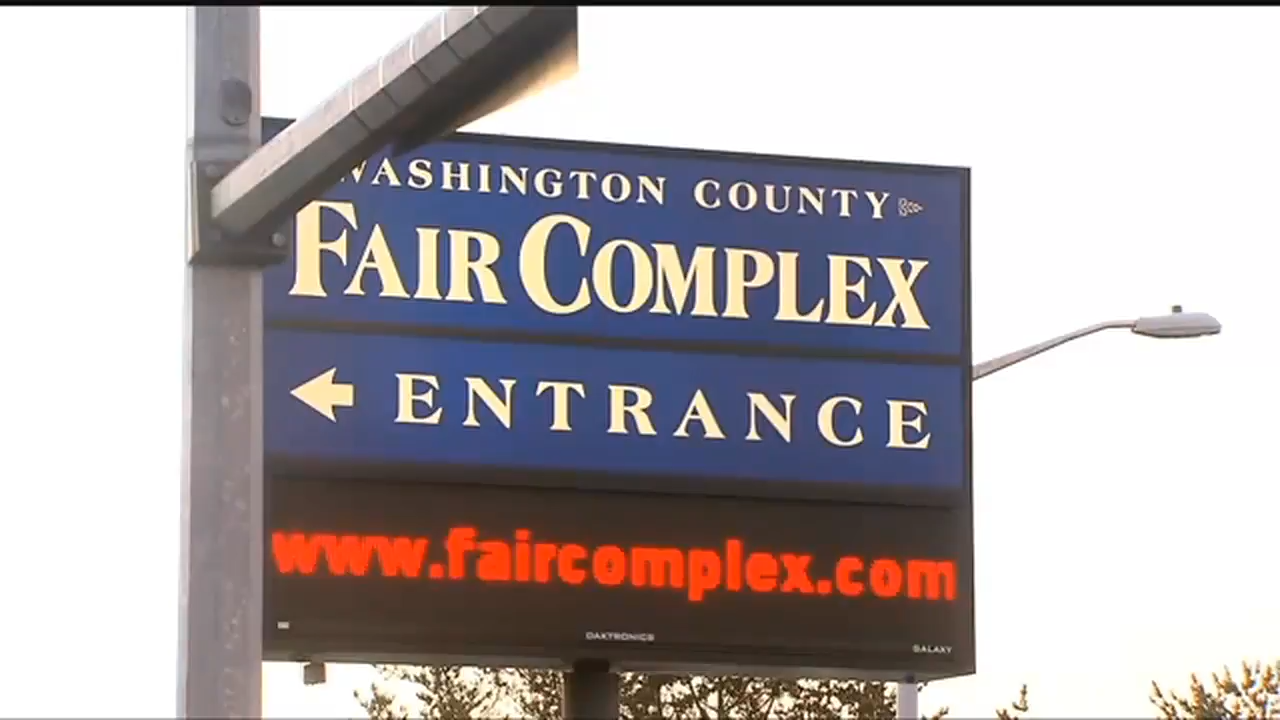 WASHINGTON COUNTY
FAIR COMPLEX
ENTRANCE
www.faircomplex.com
DAKTRONICS
GALAXY